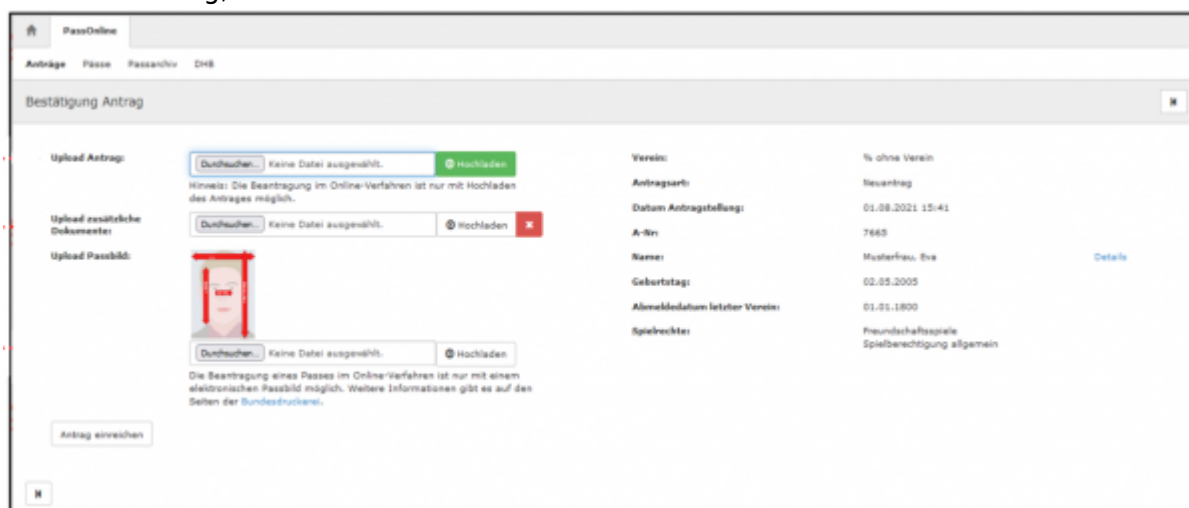 PassOnline
Anträge Pässe Passarchiv DHB
Bestätigung Antrag
Upload Antrag:
Durchsuchen... Keine Datei ausgewählt. Hochladen
Hinweis: Die Beantragung im Online-Verfahren ist nur mit Hochladen
des Antrages möglich.
Upload zusätzliche
Dokumente:
Durchsuchen... Keine Datei ausgewählt. Hochladen
Upload Passbild:
Durchsuchen... Keine Datei ausgewählt. Hochladen
Die Beantragung eines Passes im Online-Verfahren ist nur mit einem
elektronischen Passbild möglich. Weitere Informationen gibt es auf den
Seiten der Bundesdruckerei.
Antrag einreichen
Verein: % ohne Verein
Antragsart: Neuantrag
Datum Antragstellung: 01.08.2021 15:41
A-Nr: 7665
Name: Musterfrau, Eva Details
Geburtstag: 02.05.2005
Abmeldedatum letzter Verein: 01.01.1800
Spielrechte: Freundschaftsspiele
Spielberechtigung allgemein